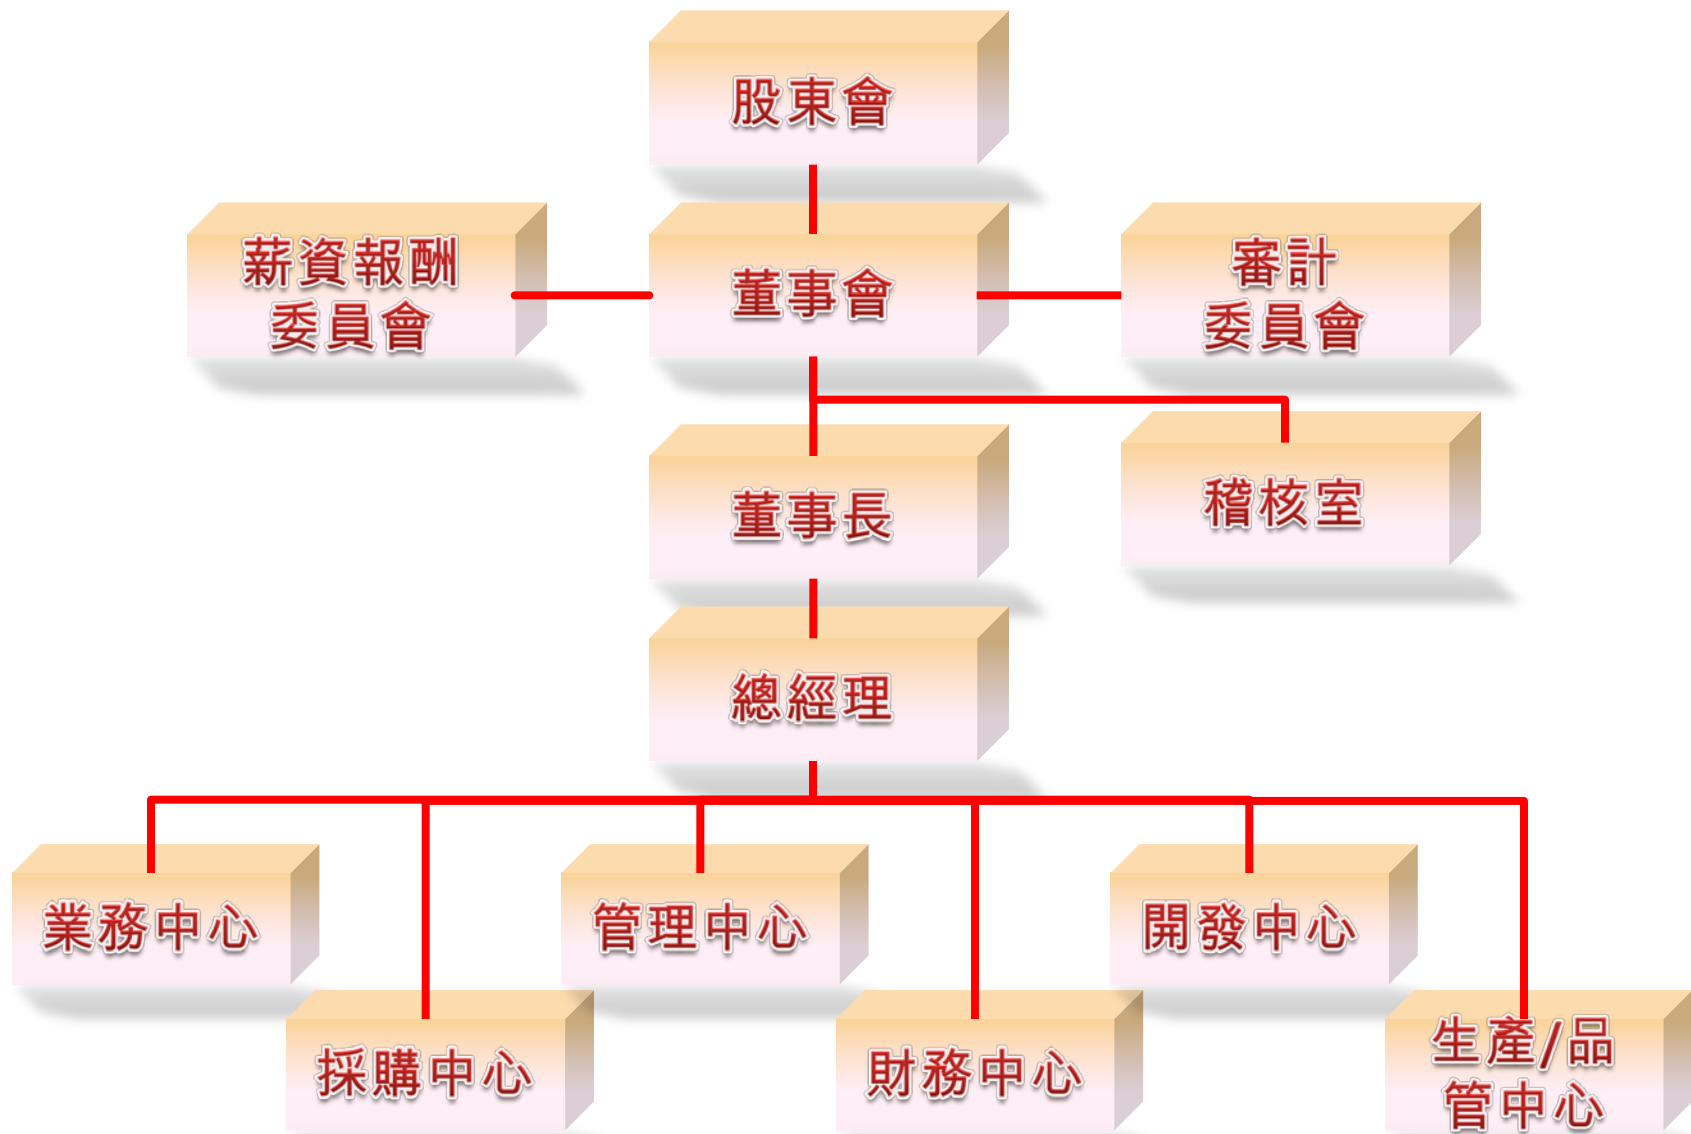 股東會
薪資報酬
委員會
董事會
審計
委員會
董事長
稽核室
總經理
業務中心
管理中心
開發中心
採購中心
財務中心
生產/品
管中心